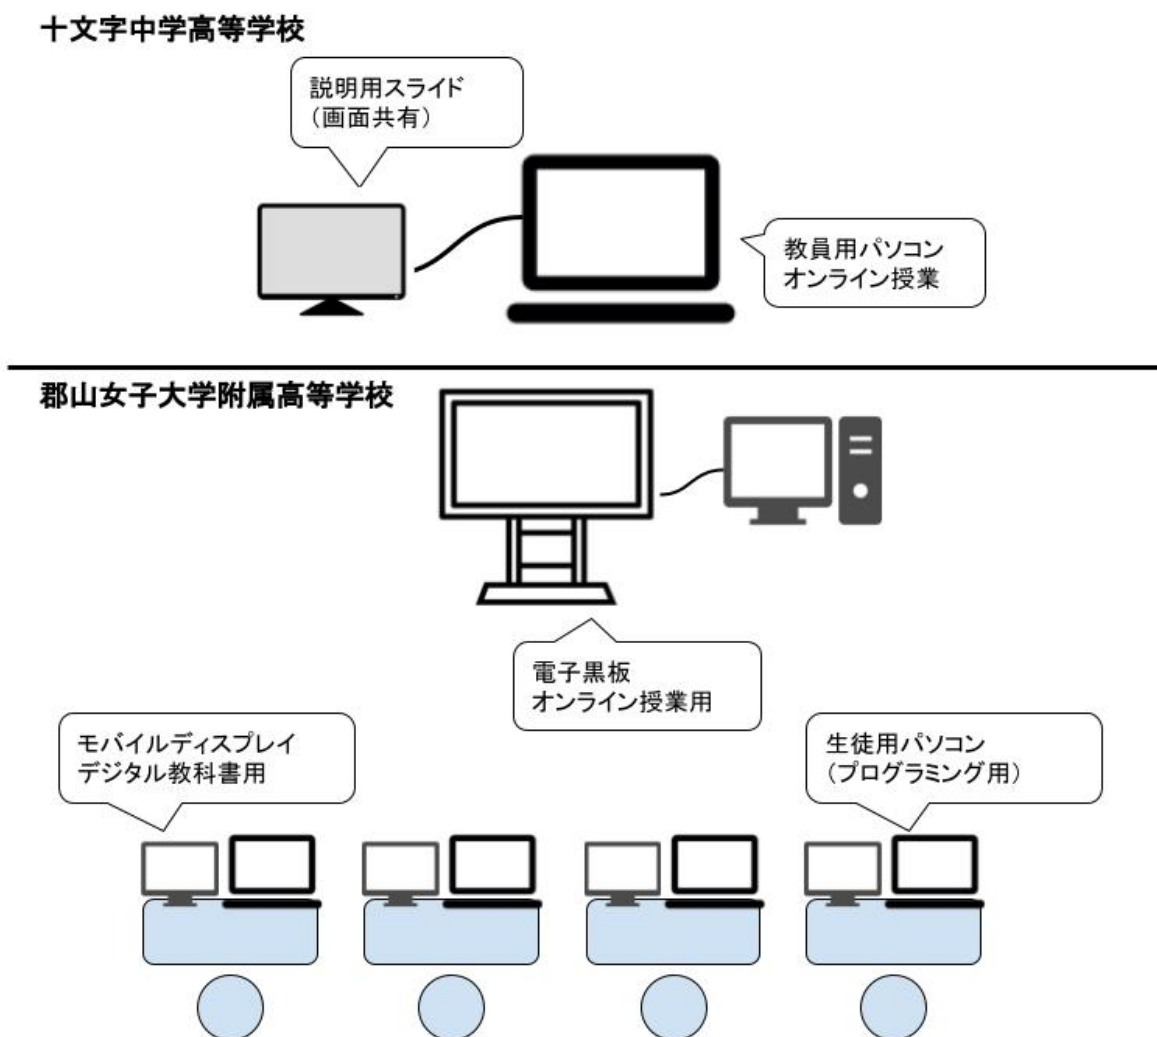 十文字中学高等学校
説明用スライド
（画面共有）
教員用パソコン
オンライン授業
郡山女子大学附属高等学校
電子黒板
オンライン授業用
モバイルディスプレイ
デジタル教科書用
生徒用パソコン
（プログラミング用）